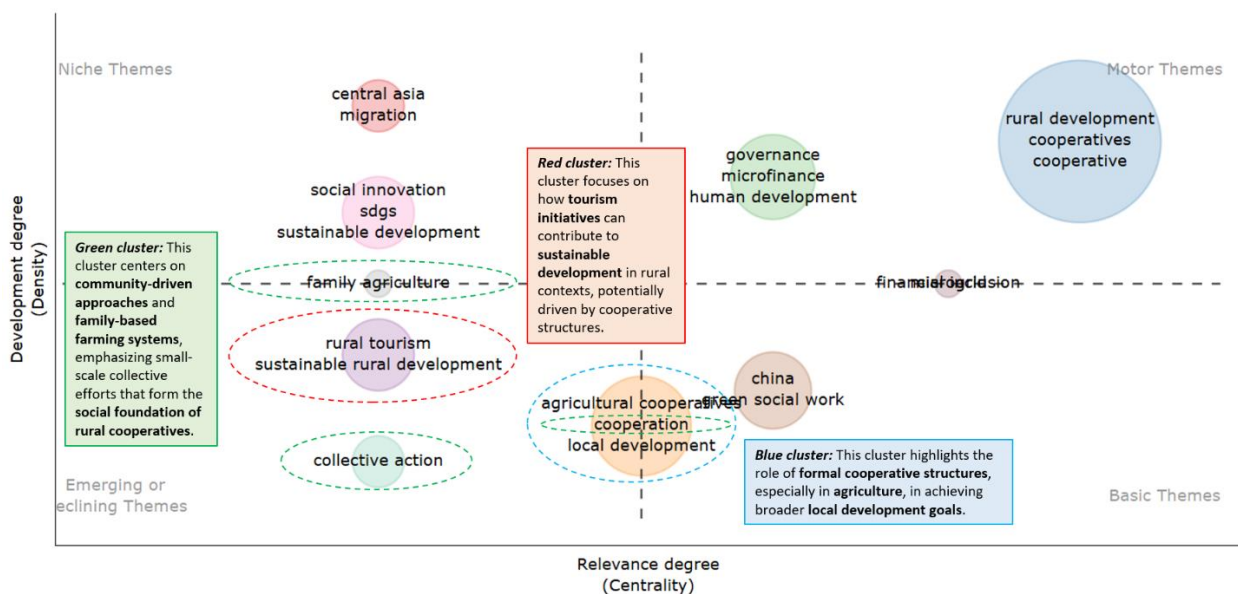 Niche Themes
Motor Themes
central asia
migration
rural development
cooperatives
cooperative
governance
microfinance
human development
social innovation
sdgs
sustainable development
Red cluster: This
cluster focuses on
how tourism
initiatives can
contribute to
sustainable
development in rural
contexts, potentially
driven by cooperative
structures.
Green cluster: This
cluster centers on
community-driven
approaches and
family-based
farming systems,
emphasizing small-
scale collective
efforts that form the
social foundation of
rural cooperatives.
family agriculture
financial inclusion
rural tourism
sustainable rural development
china
green social work
agricultural cooperatives
cooperation
local development
collective action
Blue cluster: This cluster highlights the
role of formal cooperative structures,
especially in agriculture, in achieving
broader local development goals.
Emerging or
eclining Themes
Basic Themes
Development degree
(Density)
Relevance degree
(Centrality)